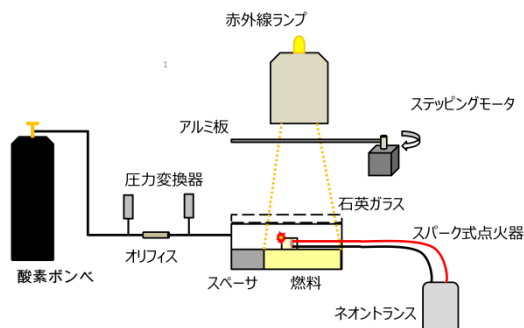 赤外線ランプ
1
ステッピングモータ
アルミ板
圧力変換器
石英ガラス
スパーク式点火器
オリフィス
酸素ボンベ
スペーサ
燃料
ネオントランス